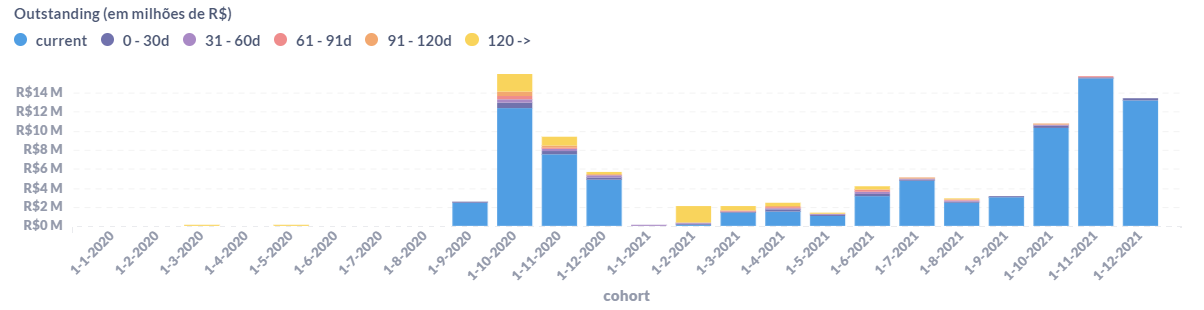 Outstanding (em milhões de R$)
current 0 - 30d 31 - 60d 61 - 91d 91 - 120d 120 ->
R$14 M
R$12 M
R$10 M
R$8 M
R$6 M
R$4 M
R$2 M
R$0 M
1-1-2020 1-2-2020 1-3-2020 1-4-2020 1-5-2020 1-6-2020 1-7-2020 1-8-2020 1-9-2020 1-10-2020 1-11-2020 1-12-2020 1-1-2021 1-2-2021 1-3-2021 1-4-2021 1-5-2021 1-6-2021 1-7-2021 1-8-2021 1-9-2021 1-10-2021 1-11-2021 1-12-2021
cohort